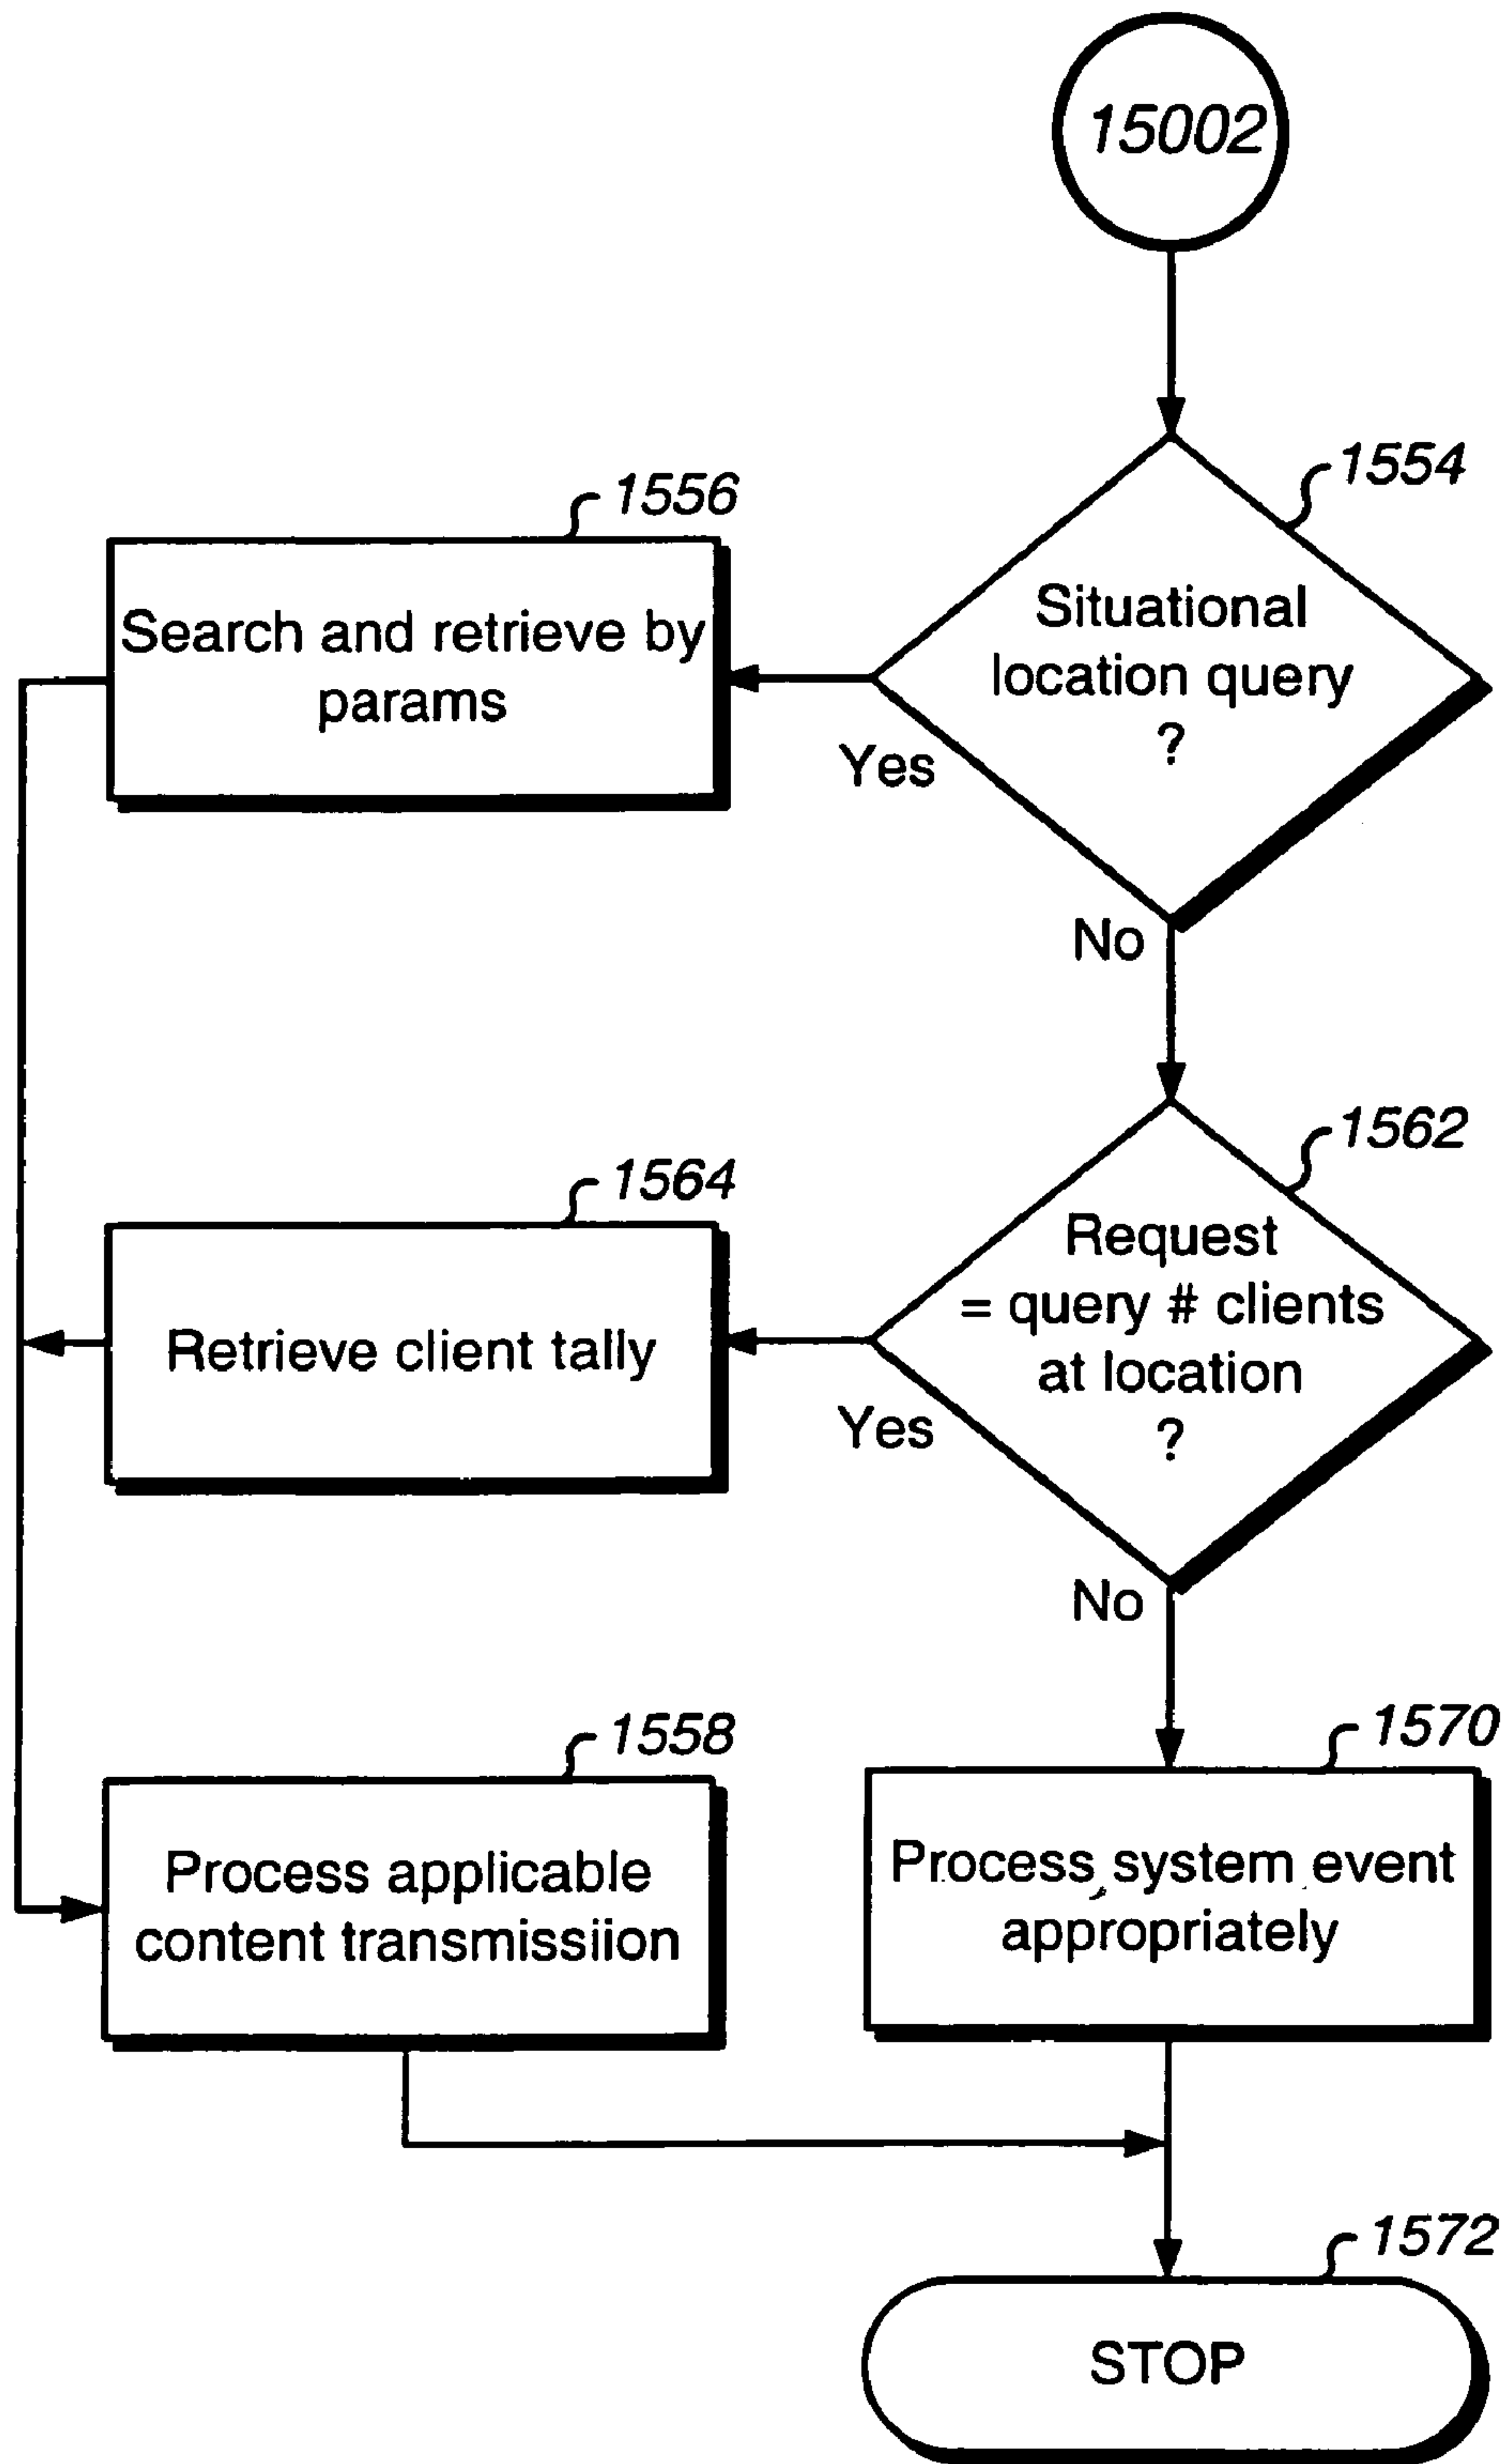 15002
1554
Situational
location query
?
Yes
No
1556
Search and retrieve by
params
1562
Request
= query # clients
at location
?
Yes
No
1564
Retrieve client tally
1558
Process applicable
content transmissiion
1570
Process system event
appropriately
1572
STOP